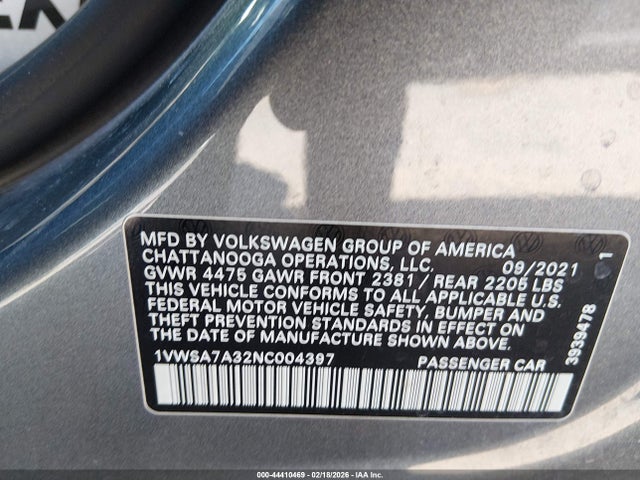 MFD BY VOLKSWAGEN GROUP OF AMERICA
CHATTANOOGA OPERATIONS, LLC. 09/2021
GVWR 4475 GAWR FRONT 2381 / REAR 2205 LBS
THIS VEHICLE CONFORMS TO ALL APPLICABLE U.S.
FEDERAL MOTOR VEHICLE SAFETY, BUMPER AND
THEFT PREVENTION STANDARDS IN EFFECT ON
THE DATE OF MANUFACTURE SHOWN ABOVE.
1VWSA7A32NC004397 PASSENGER CAR
1
3939478
000-44410469 - 02/18/2026 - IAA Inc.